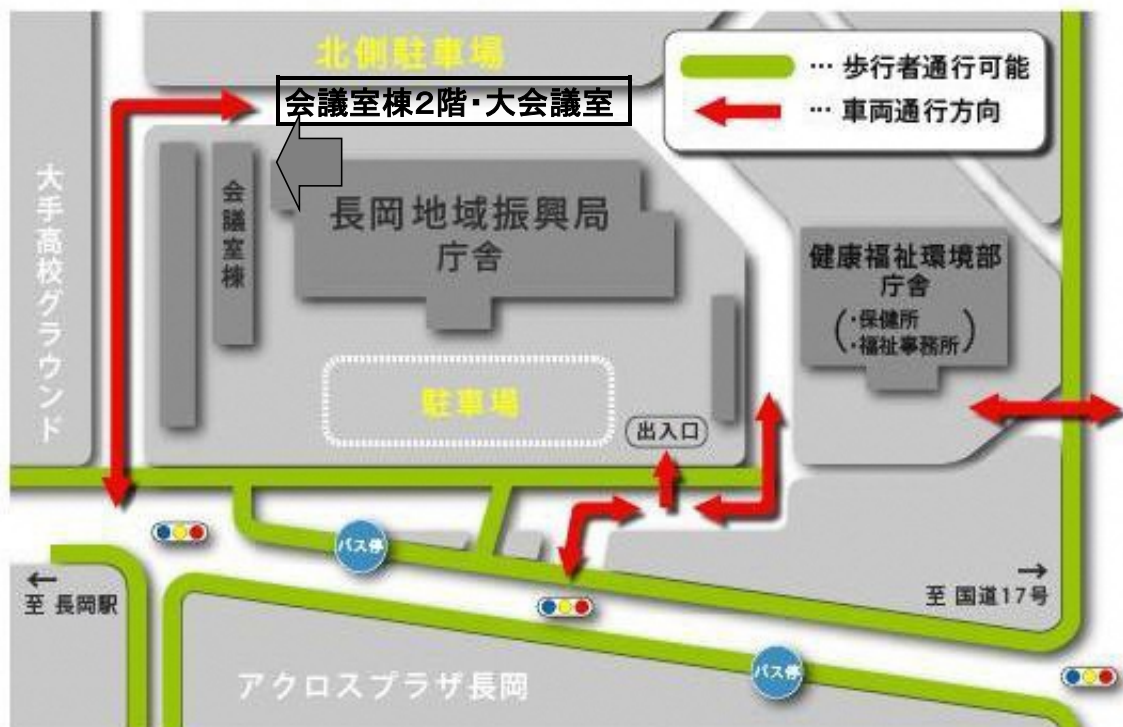 北側駐車場
… 歩行者通行可能
… 車両通行方向
会議室棟2階・大会議室
大手高校グラウンド
会議室棟
長岡地域振興局
庁舎
健康福祉環境部
庁舎
(・保健所
・福祉事務所)
駐車場
出入口
バス停
← 
至 長岡駅
→
至 国道17号
バス停
アクロスプラザ長岡